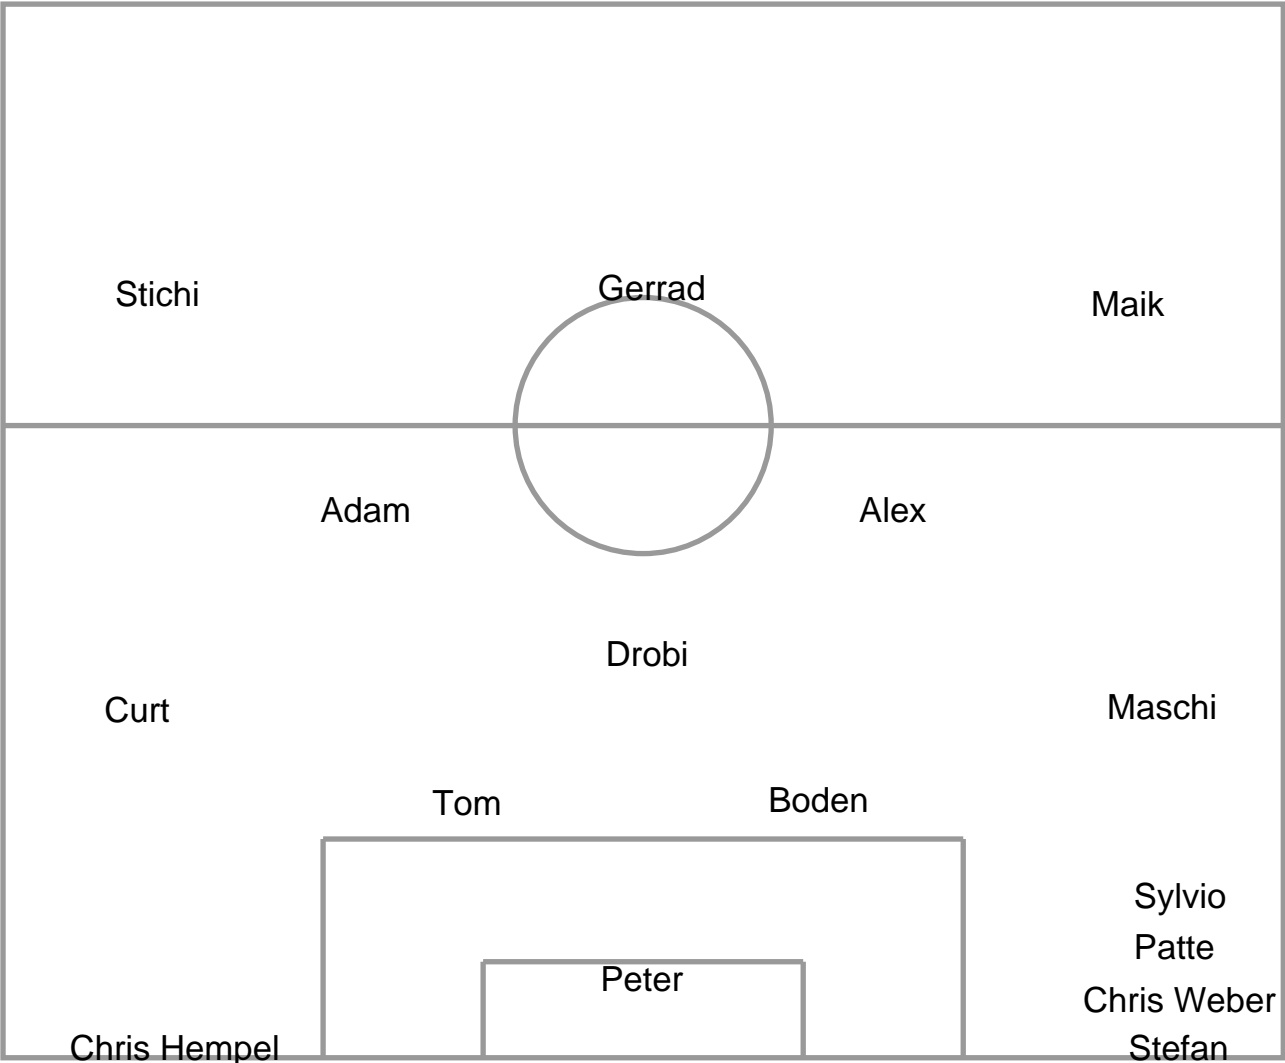 Stichi
Gerrad
Maik
Adam
Alex
Drobi
Curt
Maschi
Tom
Boden
Sylvio
Patte
Peter
Chris Weber
Chris Hempel
Stefan